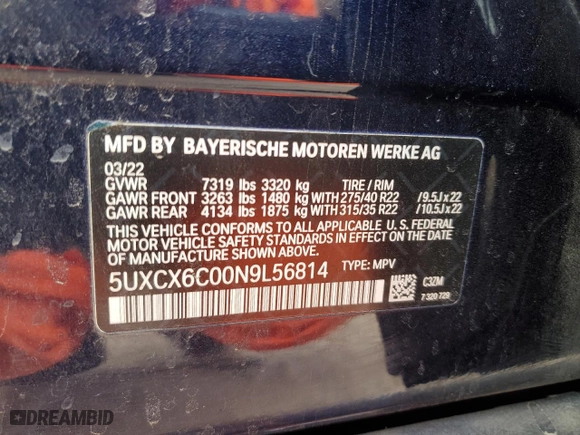 MFD BY BAYERISCHE MOTOREN WERKE AG
03/22
GVWR 7319 lbs 3320 kg TIRE / RIM
GAWR FRONT 3263 lbs 1480 kg WITH 275/40 R22 /9.5J x 22
GAWR REAR 4134 lbs 1875 kg WITH 315/35 R22 /10.5J x 22
THIS VEHICLE CONFORMS TO ALL APPLICABLE U.S. FEDERAL
MOTOR VEHICLE SAFETY STANDARDS IN EFFECT ON THE DATE
OF MANUFACTURE SHOWN ABOVE.
5UXCX6C00N9L56814 TYPE: MPV
C3ZM
7 320 729
DREAMBID